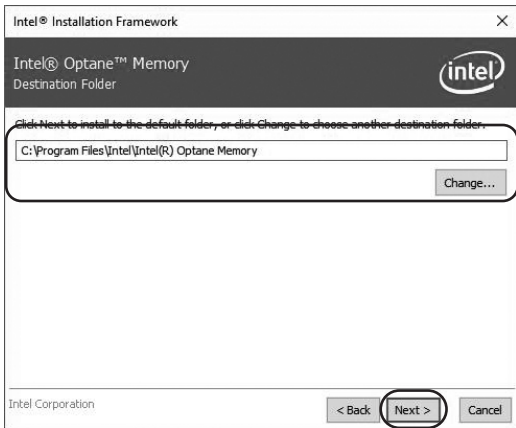 Intel® Installation Framework
Intel® Optane™ Memory
Destination Folder
intel
Click Next to install to the default folder, or click Change to choose another destination folder.
C:\Program Files\Intel\Intel(R) Optane Memory
Change...
Intel Corporation
< Back Next > Cancel